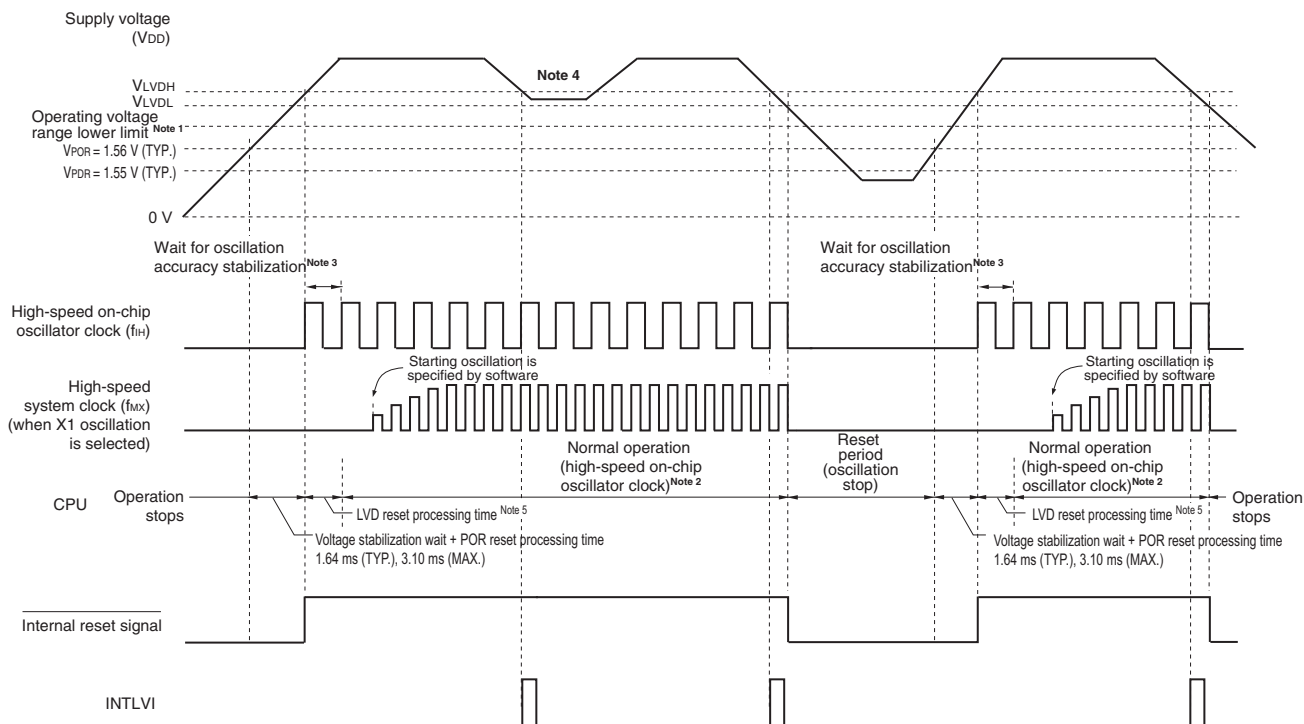 Supply voltage
(VDD)
Note 4
VLVDH
VLVDL
Operating voltage
range lower limit Note 1
VPOR = 1.56 V (TYP.)
VPDR = 1.55 V (TYP.)
0 V
Wait for oscillation
accuracy stabilization Note 3
Wait for oscillation
accuracy stabilization Note 3
High-speed on-chip
oscillator clock (fIH)
Starting oscillation is
specified by software
Starting oscillation is
specified by software
High-speed
system clock (fMX)
(when X1 oscillation
is selected)
Normal operation
(high-speed on-chip
oscillator clock) Note 2
Reset
period
(oscillation
stop)
Normal operation
(high-speed on-chip
oscillator clock) Note 2
CPU
Operation
stops
Operation
stops
LVD reset processing time Note 5
LVD reset processing time Note 5
Voltage stabilization wait + POR reset processing time
1.64 ms (TYP.), 3.10 ms (MAX.)
Voltage stabilization wait + POR reset processing time
1.64 ms (TYP.), 3.10 ms (MAX.)
Internal reset signal
INTLVI